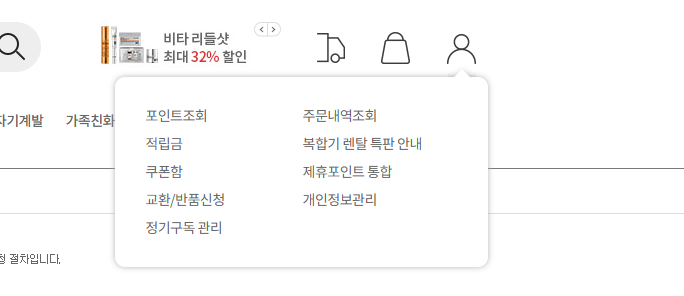 비타 리들샷
최대 32% 할인
자기계발 가족친화
포인트조회
적립금
쿠폰함
교환/반품신청
정기구독 관리
주문내역조회
복합기 렌탈 특판 안내
제휴포인트 통합
개인정보관리
청 절차입니다.